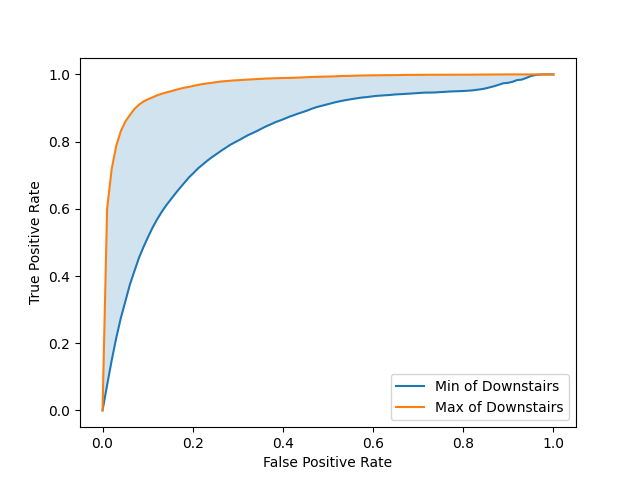 1.0
0.8
0.6
0.4
0.2
0.0
True Positive Rate
Min of Downstairs
Max of Downstairs
0.0 0.2 0.4 0.6 0.8 1.0
False Positive Rate